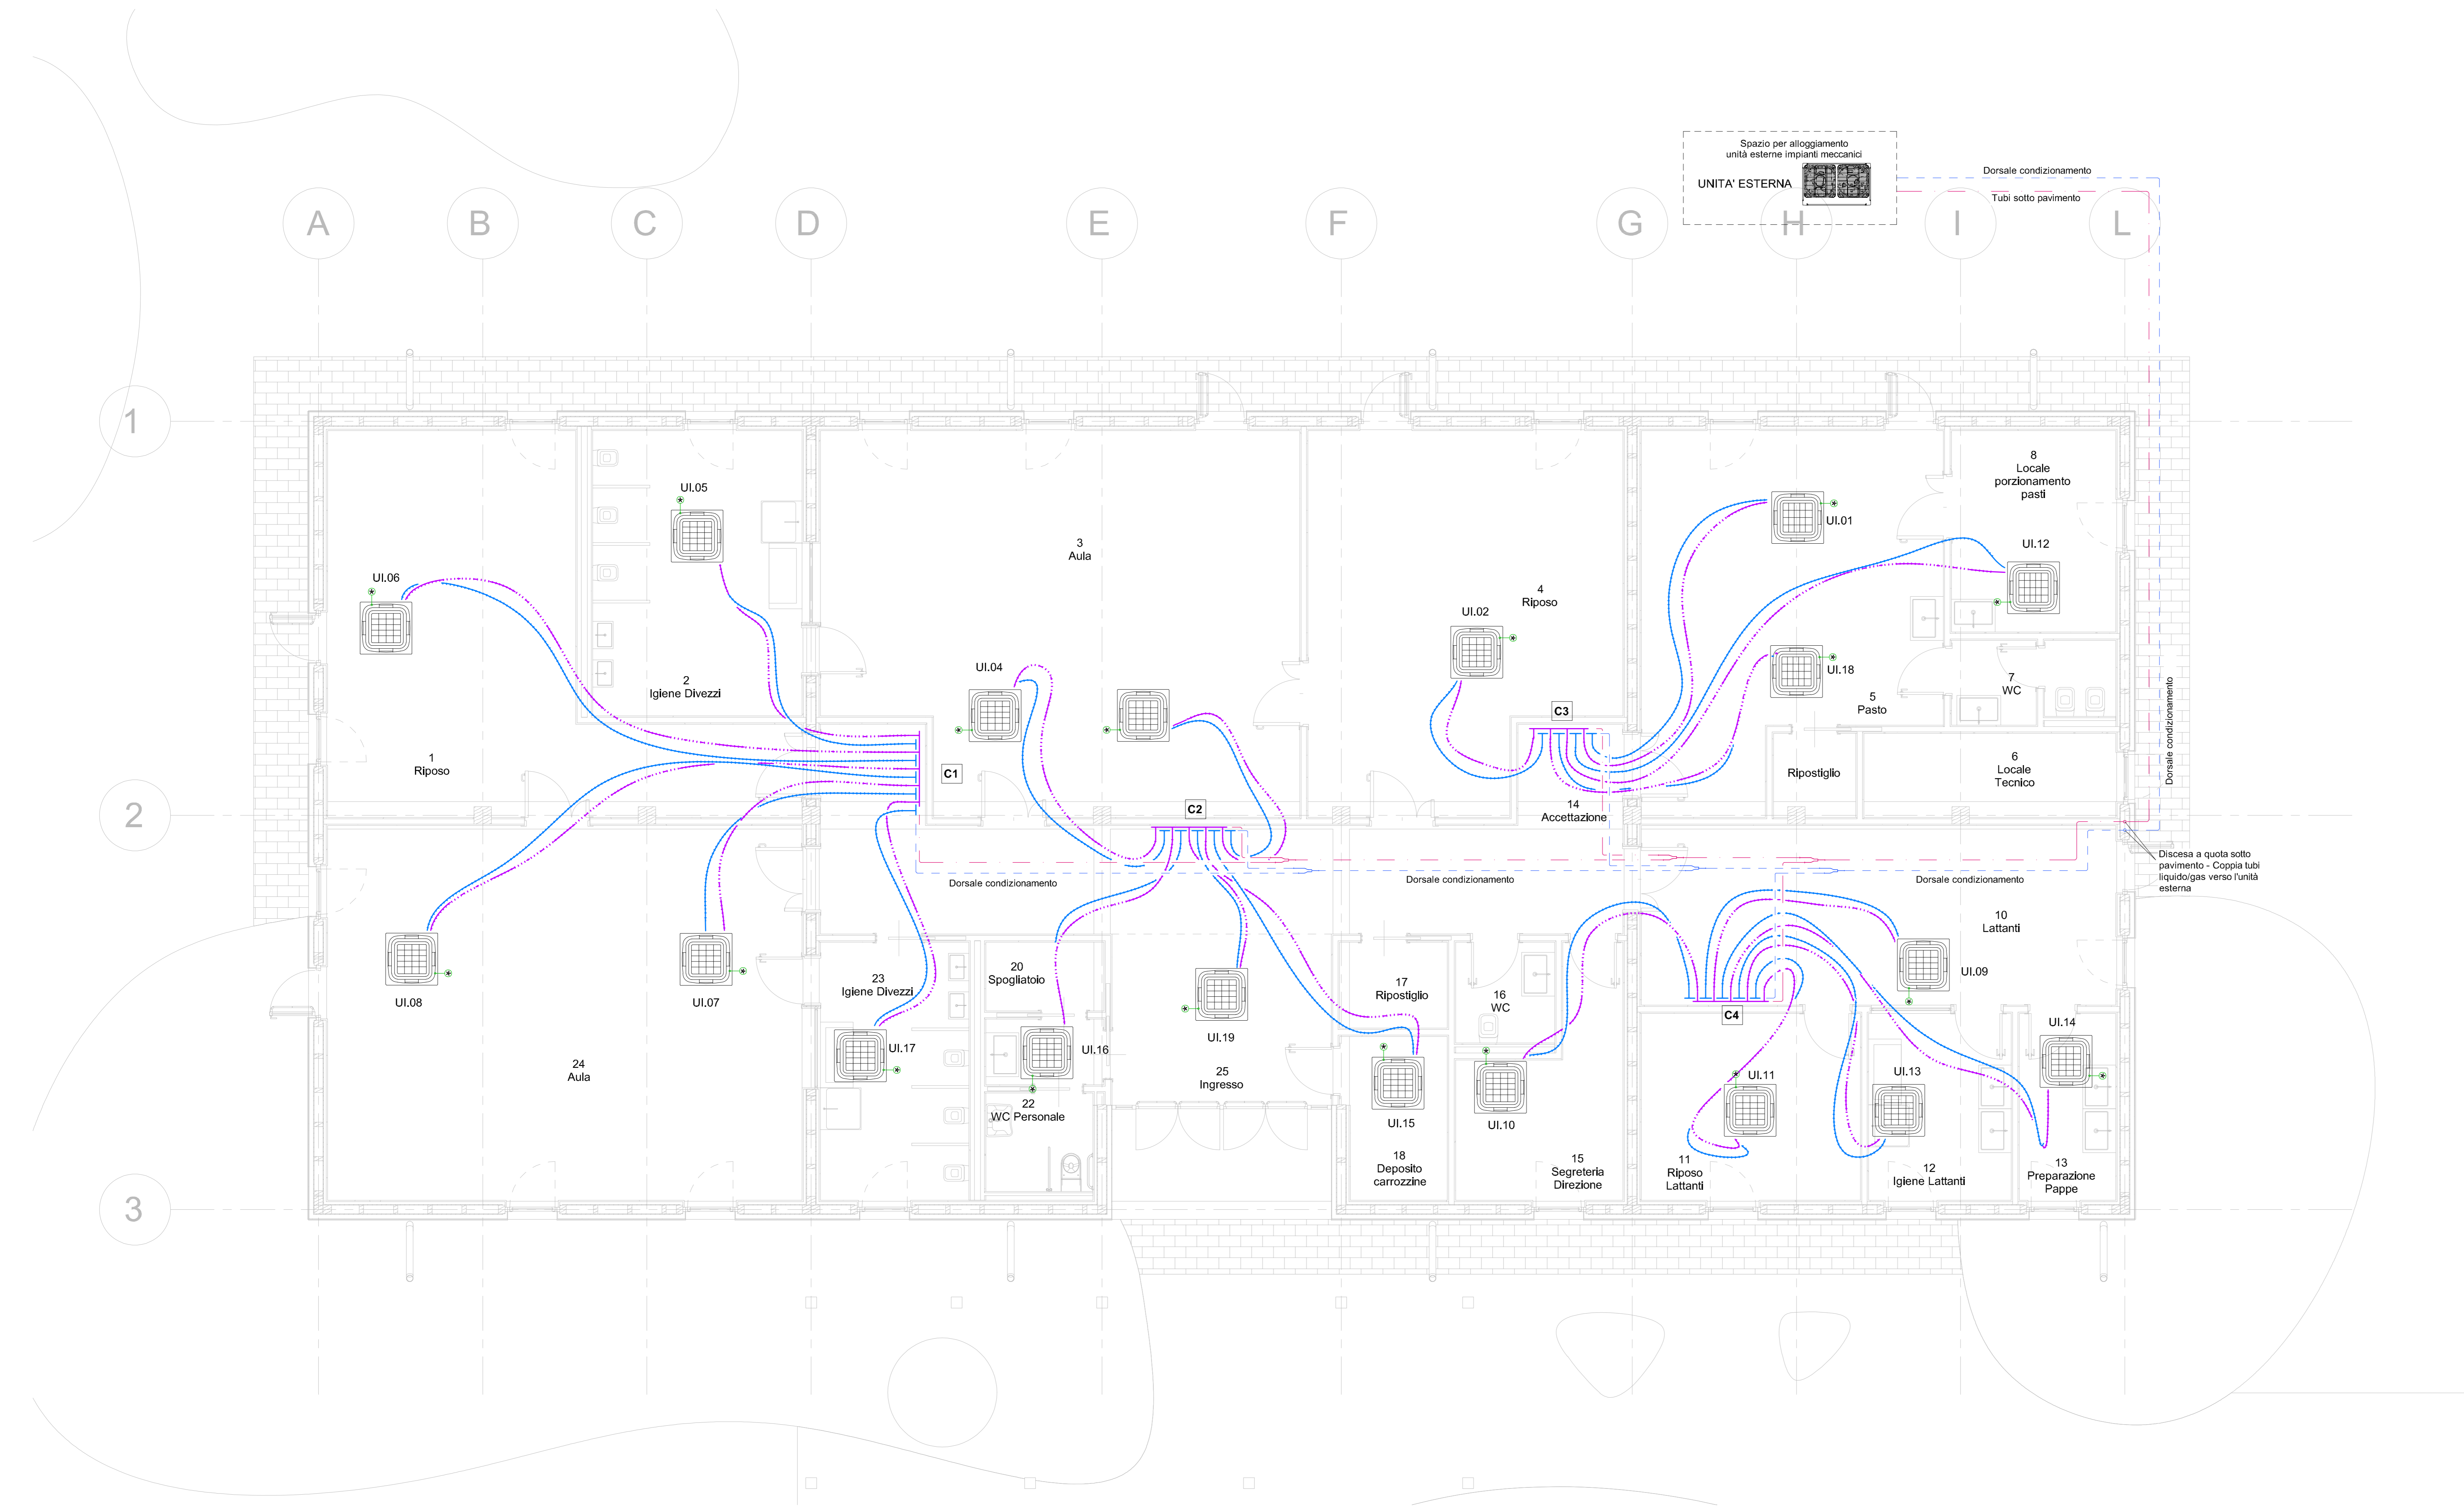 Spazio per alloggiamento
unità esterne impianti meccanici
UNITA' ESTERNA
Dorsale condizionamento
Tubi sotto pavimento
A
B
C
D
E
F
G
H
I
L
1
2
3
8
Locale
porzionamento
pasti
UI.05
UI.01
UI.12
3
Aula
UI.06
4
Riposo
UI.02
UI.04
UI.18
2
Igiene Divezzi
7
WC
5
Pasto
C3
Dorsale condizionamento
1
Riposo
C1
Ripostiglio
6
Locale
Tecnico
C2
14
Accettazione
Discesa a quota sotto
pavimento - Coppia tubi
liquido/gas verso l'unità
esterna
Dorsale condizionamento
Dorsale condizionamento
Dorsale condizionamento
10
Lattanti
UI.08
UI.07
23
Igiene Divezzi
20
Spogliatoio
17
Ripostiglio
16
WC
UI.09
C4
UI.19
UI.14
UI.17
UI.16
24
Aula
25
Ingresso
UI.11
UI.13
22
WC Personale
UI.15
UI.10
18
Deposito
carrozzine
15
Segreteria
Direzione
11
Riposo
Lattanti
12
Igiene Lattanti
13
Preparazione
Pappe